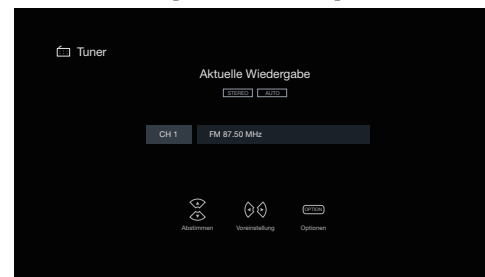 Tuner
Aktuelle Wiedergabe
STEREO AUTO
CH 1 FM 87.50 MHz
OPTION
Abstimmen Voreinstellung Optionen